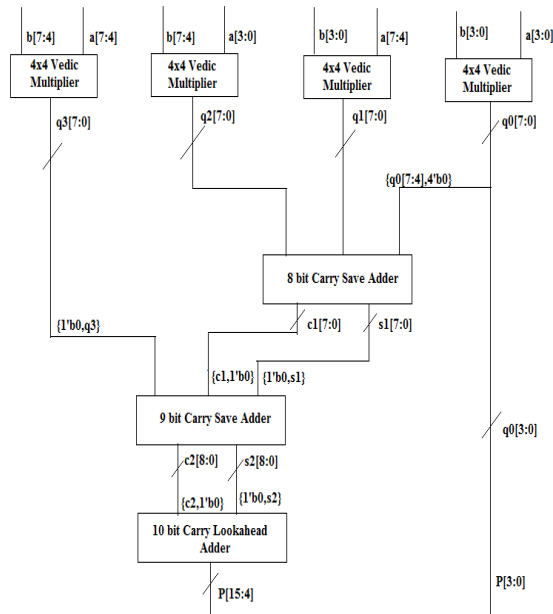 b[7:4] a[7:4] b[7:4] a[3:0] b[3:0] a[7:4] b[3:0] a[3:0]
4x4 Vedic Multiplier
4x4 Vedic Multiplier
4x4 Vedic Multiplier
4x4 Vedic Multiplier
q3[7:0] q2[7:0] q1[7:0] q0[7:0]
{q0[7:4],4'b0}
8 bit Carry Save Adder
c1[7:0] s1[7:0]
{1'b0,q3}
{c1,1'b0} {1'b0,s1}
9 bit Carry Save Adder
q0[3:0]
c2[8:0] s2[8:0]
{c2,1'b0} {1'b0,s2}
10 bit Carry Lookahead
Adder
P[15:4] P[3:0]